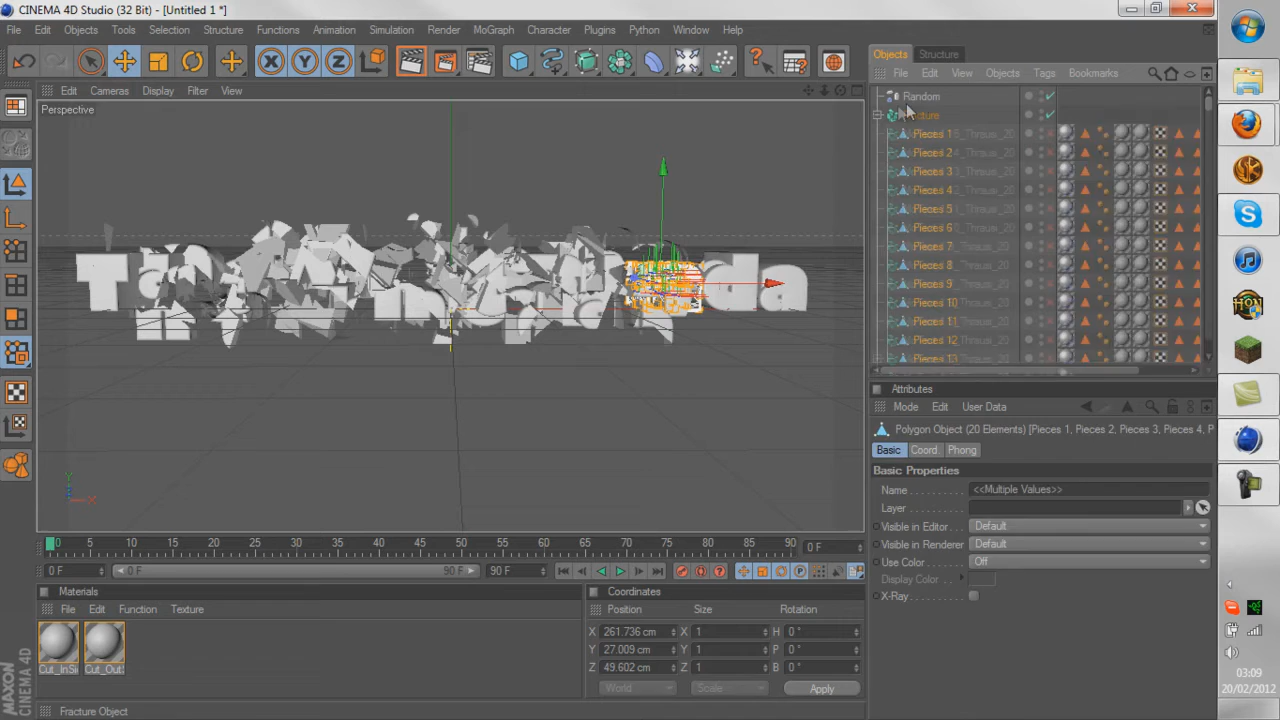 CINEMA 4D Studio (32 Bit) - [Untitled 1 *]
File Edit Objects Tools Selection Structure Functions Animation Simulation Render MoGraph Character Plugins Python Window Help
Objects Structure
File Edit View Objects Tags Bookmarks
Edit Cameras Display Filter View
Perspective
Random
Pieces 1
Pieces 2
Pieces 3
Pieces 4
Pieces 5
Pieces 6
Pieces 7
Pieces 8
Pieces 9
Pieces 10
Pieces 11
Pieces 12
Pieces 13
Attributes
Mode Edit User Data
Polygon Object (20 Elements) [Pieces 1, Pieces 2, Pieces 3, Pieces 4, P
Basic Coord. Phong
Basic Properties
Name <<Multiple Values>>
Layer
Visible in Editor Default
Visible in Renderer Default
Use Color Off
Display Color
X-Ray
0 5 10 15 20 25 30 35 40 45 50 55 60 65 70 75 80 85 90 0 F
0 F 0 F 90 F 90 F
Materials
File Edit Function Texture
Cut_InSi Cut_Out
Coordinates
Position Size Rotation
X 261.736 cm X 1 H 0 °
Y 27.009 cm Y 1 P 0 °
Z 49.602 cm Z 1 B 0 °
World Scale Apply
Fracture Object
MAXON CINEMA 4D
03:09
20/02/2012